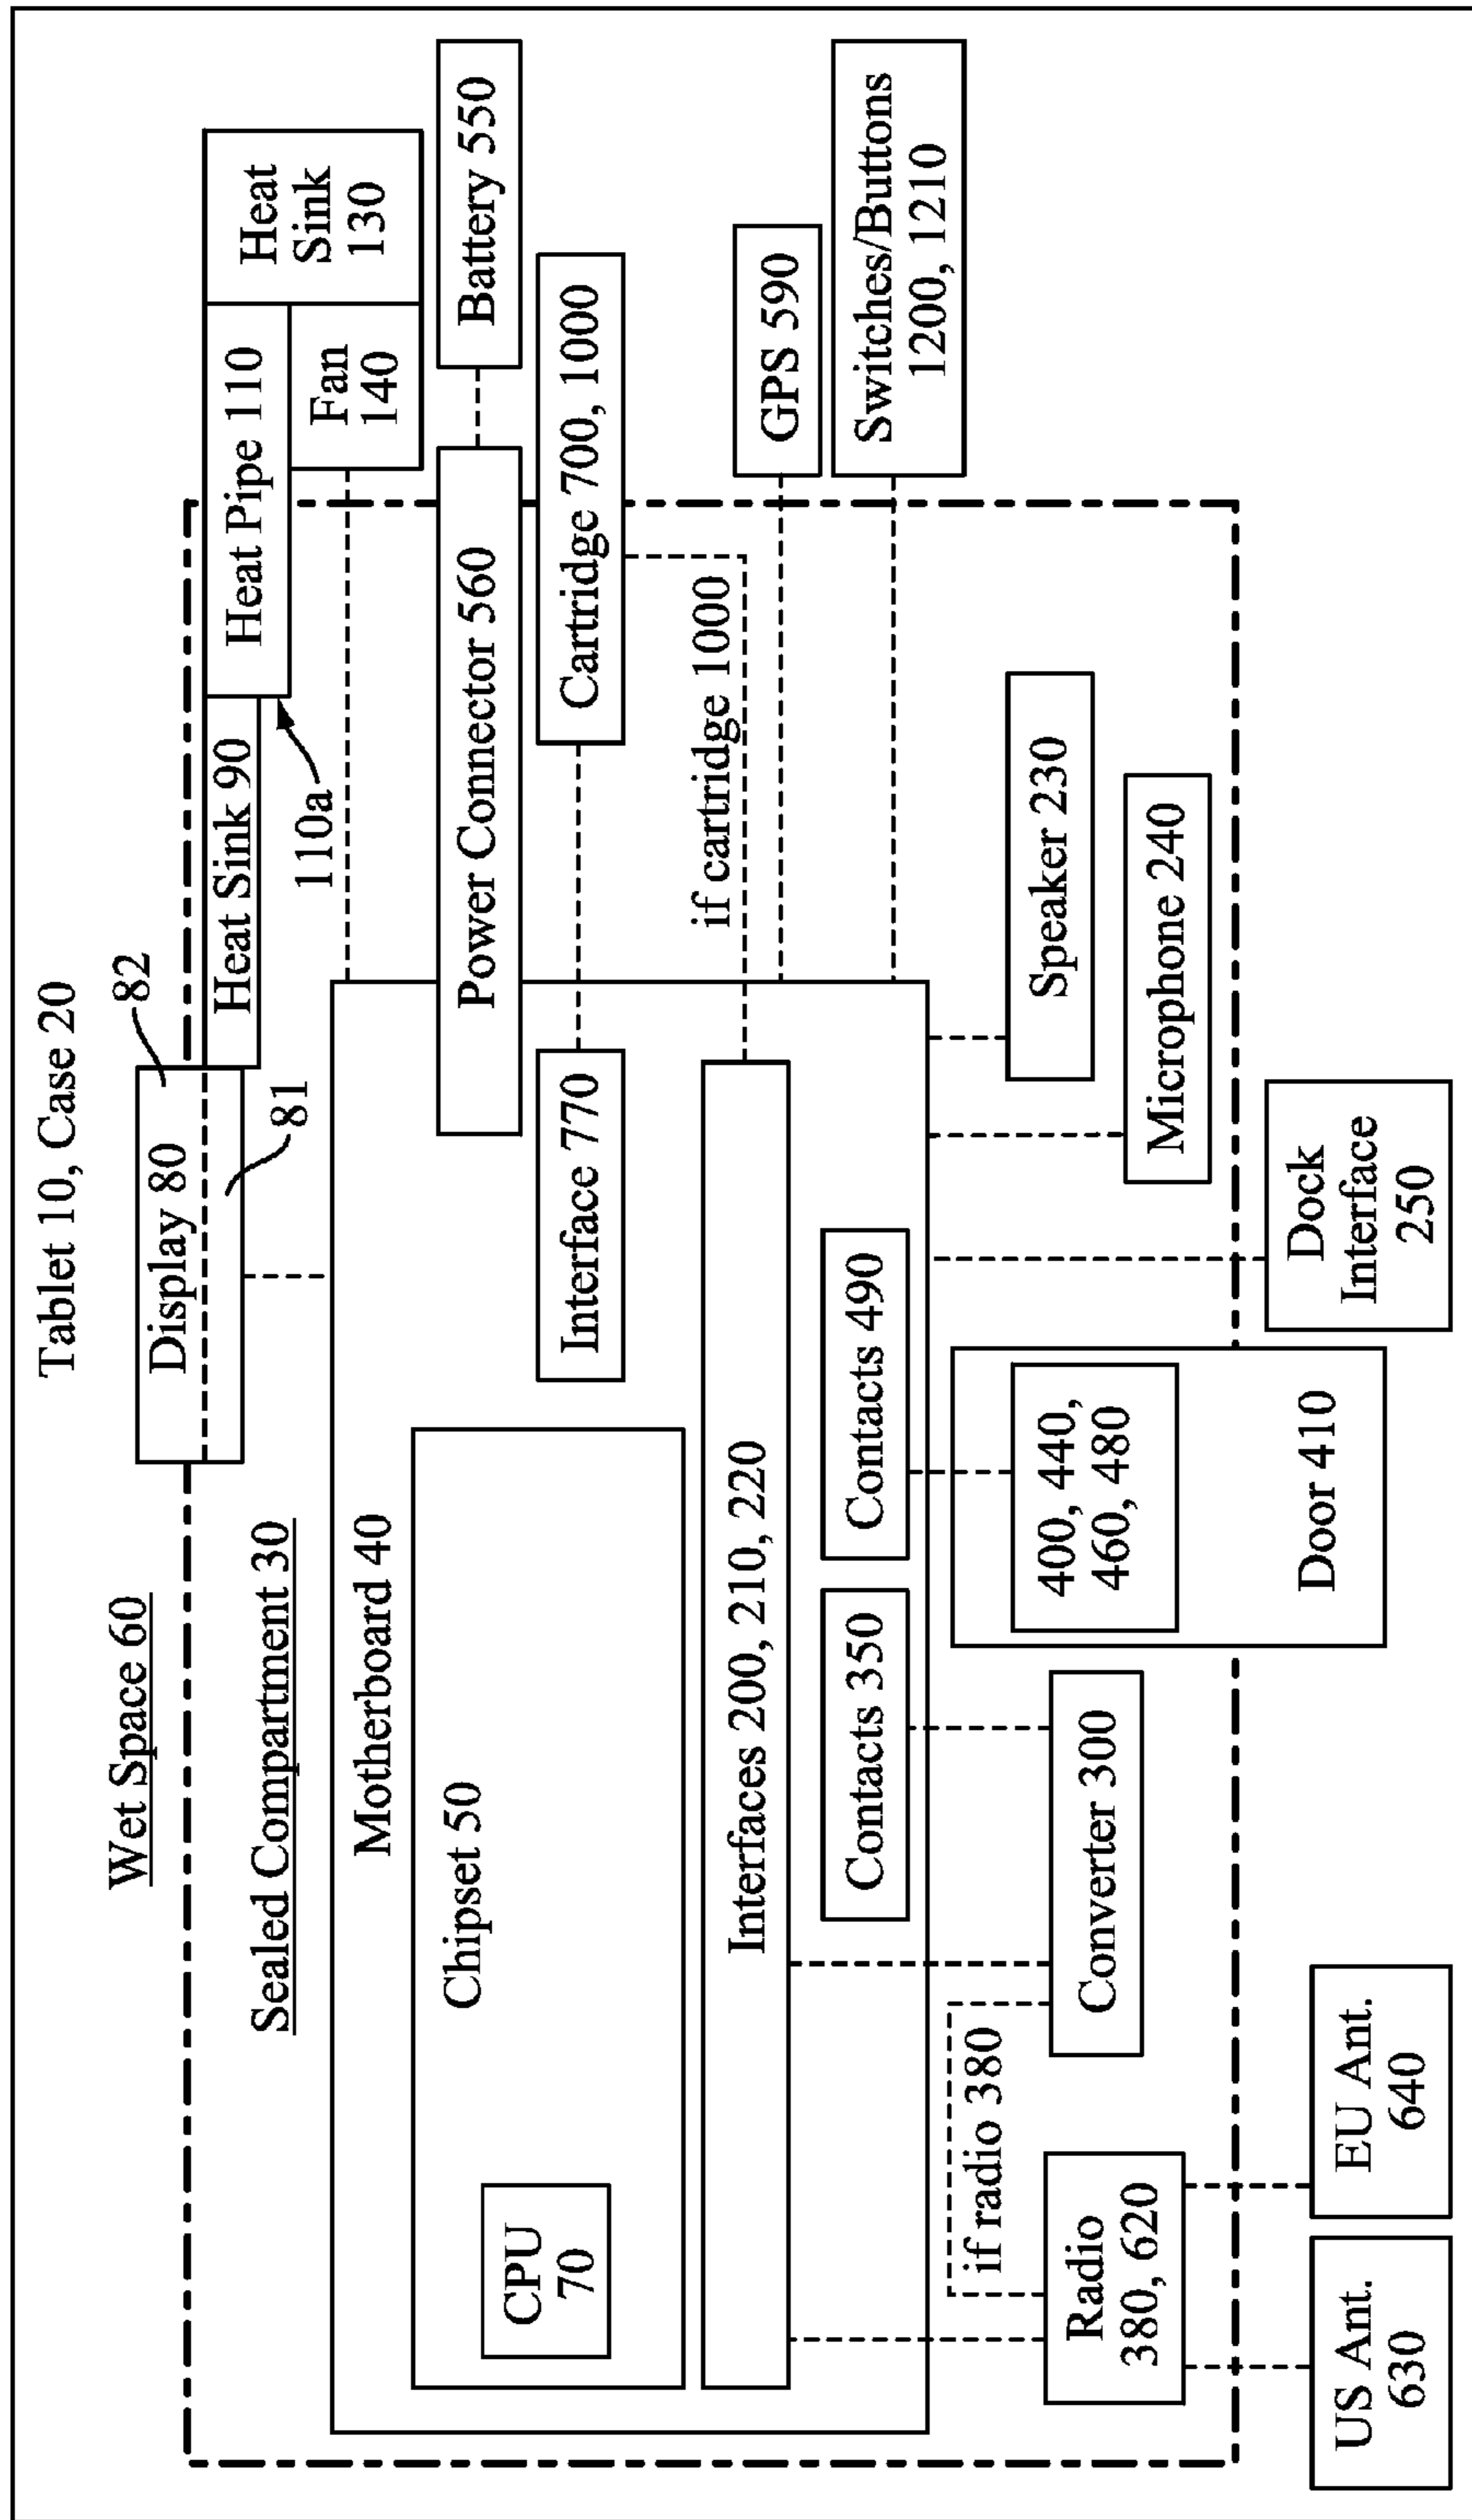 Tablet 10, Case 20
Wet Space 60
Display 80
82
81
Sealed Compartment 30
Heat Sink 90
110a
Heat Pipe 110
Heat
Sink
130
Fan
140
Motherboard 40
Chipset 50
CPU
70
Power Connector 560
Battery 550
Interface 770
Cartridge 700, 1000
if cartridge 1000
Interfaces 200, 210, 220
GPS 590
Switches/Buttons
1200, 1210
Contacts 350
Contacts 490
if radio 380
Radio
380, 620
Converter 300
400, 440,
460, 480
Door 410
Speaker 230
Microphone 240
Dock
Interface
250
US Ant.
630
EU Ant.
640